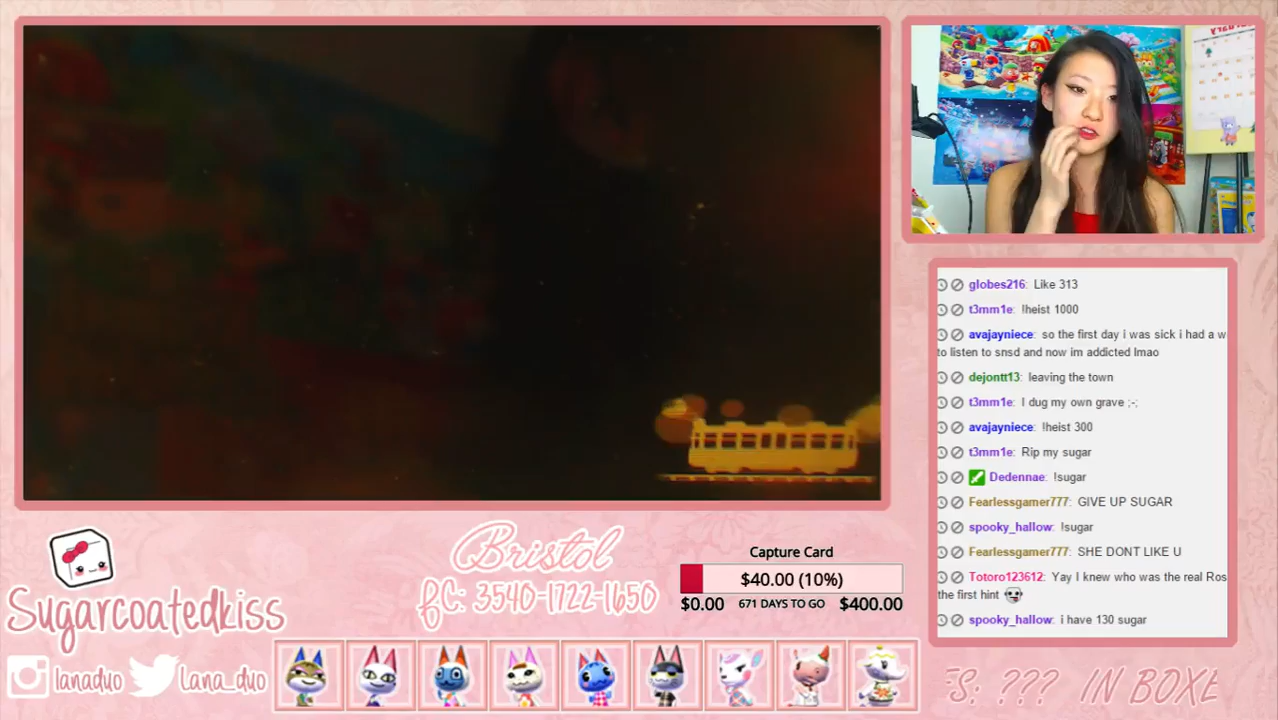 globes216: Like 313
t3mm1e: !heist 1000
avajayniece: so the first day i was sick i had a w
to listen to snsd and now im addicted lmao
dejontt13: leaving the town
t3mm1e: I dug my own grave ;-;
avajayniece: !heist 300
t3mm1e: Rip my sugar
Dedennae: !sugar
Fearlessgamer777: GIVE UP SUGAR
spooky_hallow: !sugar
Fearlessgamer777: SHE DONT LIKE U
Totoro123612: Yay I knew who was the real Ros
the first hint
spooky_hallow: i have 130 sugar
Bristol
fC: 3540-1722-1650
Capture Card
$40.00 (10%)
$0.00 671 DAYS TO GO $400.00
Sugarcoatedkiss
lanaduo Lana_duo
S: ??? IN BOXE